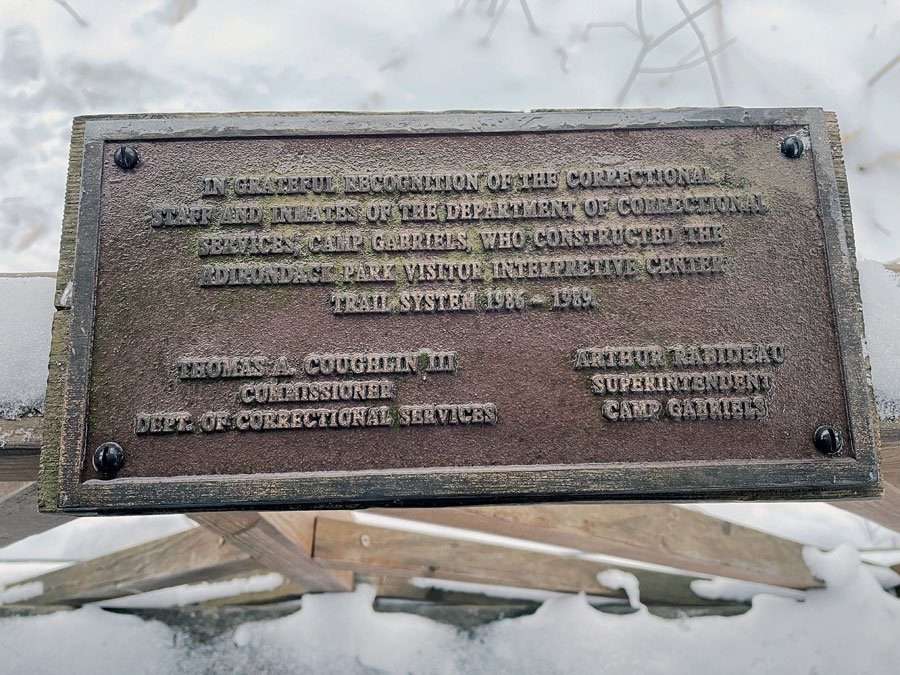 IN GRATEFUL RECOGNITION OF THE CORRECTIONAL
STAFF AND INMATES OF THE DEPARTMENT OF CORRECTIONAL
SERVICES, CAMP GABRIELS, WHO CONSTRUCTED THE
ADIRONDACK PARK VISITOR INTERPRETIVE CENTER
TRAIL SYSTEM 1986 - 1989.
THOMAS A. COUGHLIN III
COMMISSIONER
DEPT. OF CORRECTIONAL SERVICES
ARTHUR RABIDEAU
SUPERINTENDENT
CAMP GABRIELS